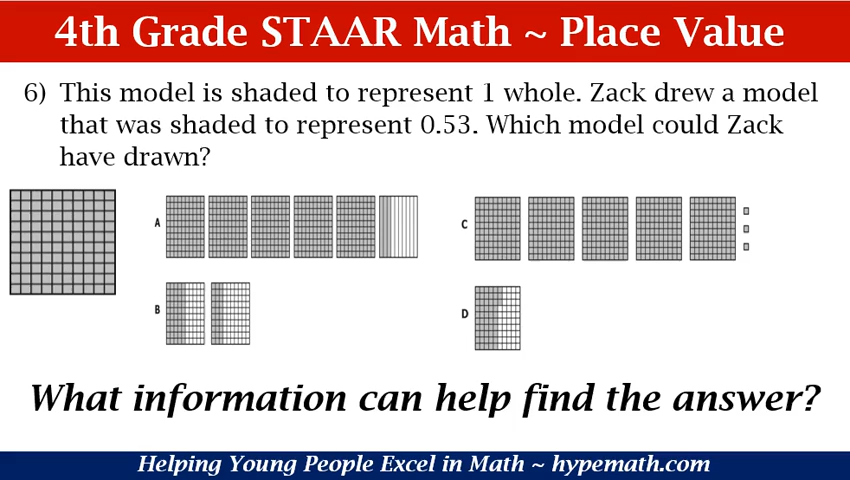 4th Grade STAAR Math ~ Place Value
6) This model is shaded to represent 1 whole. Zack drew a model
that was shaded to represent 0.53. Which model could Zack
have drawn?
A
C
B
D
What information can help find the answer?
Helping Young People Excel in Math ~ hypemath.com